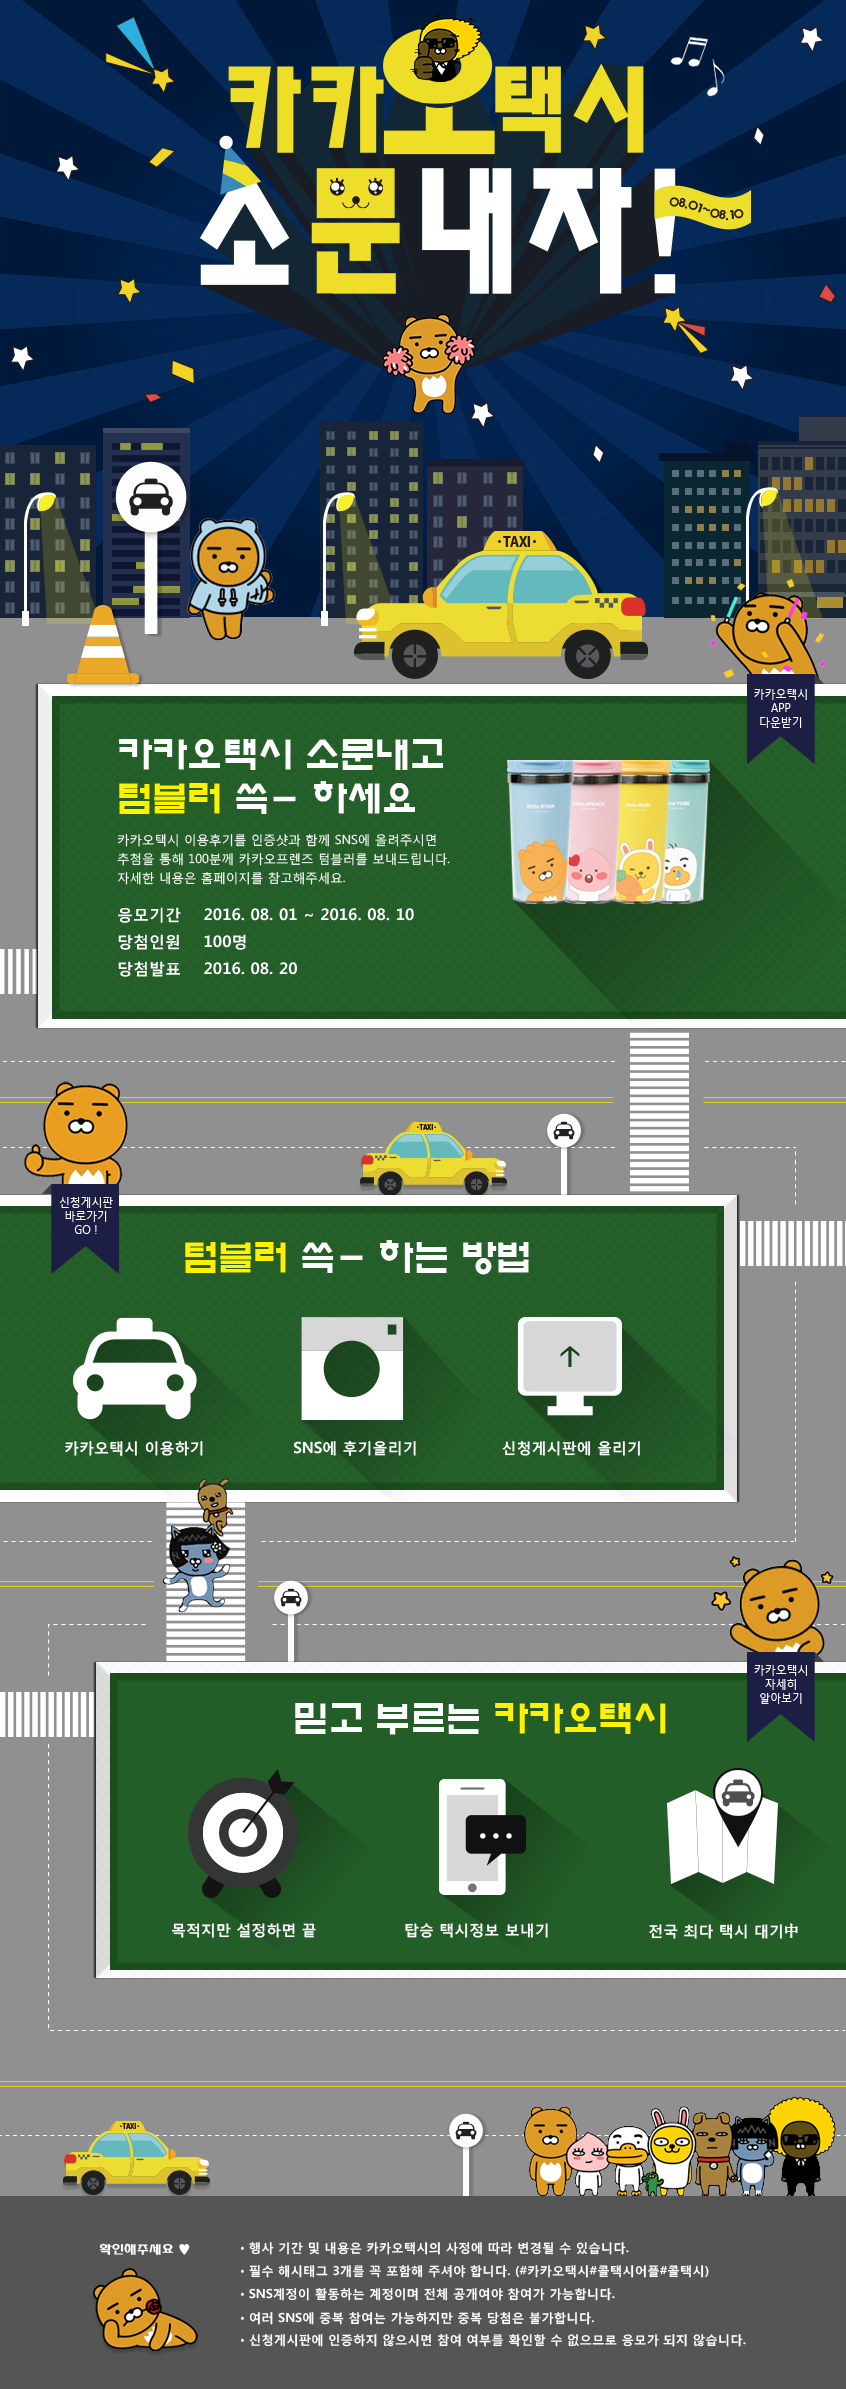 카카오택시
소문내자!
08.01~08.10
TAXI
카카오택시
APP
다운받기
카카오택시 소문내고
텀블러 쓱- 하세요
카카오택시 이용후기를 인증샷과 함께 SNS에 올려주시면
추첨을 통해 100분께 카카오프렌즈 텀블러를 보내드립니다.
자세한 내용은 홈페이지를 참고해주세요.
응모기간 2016. 08. 01 ~ 2016. 08. 10
당첨인원 100명
당첨발표 2016. 08. 20
TAXI
신청게시판
바로가기
GO !
텀블러 쓱- 하는 방법
카카오택시 이용하기
SNS에 후기올리기
신청게시판에 올리기
카카오택시
자세히
알아보기
믿고 부르는 카카오택시
목적지만 설정하면 끝
탑승 택시정보 보내기
전국 최다 택시 대기中
TAXI
확인해주세요 ♥
• 행사 기간 및 내용은 카카오택시의 사정에 따라 변경될 수 있습니다.
• 필수 해시태그 3개를 꼭 포함해 주셔야 합니다. (#카카오택시#콜택시어플#콜택시)
• SNS계정이 활동하는 계정이며 전체 공개여야 참여가 가능합니다.
• 여러 SNS에 중복 참여는 가능하지만 중복 당첨은 불가합니다.
• 신청게시판에 인증하지 않으시면 참여 여부를 확인할 수 없으므로 응모가 되지 않습니다.